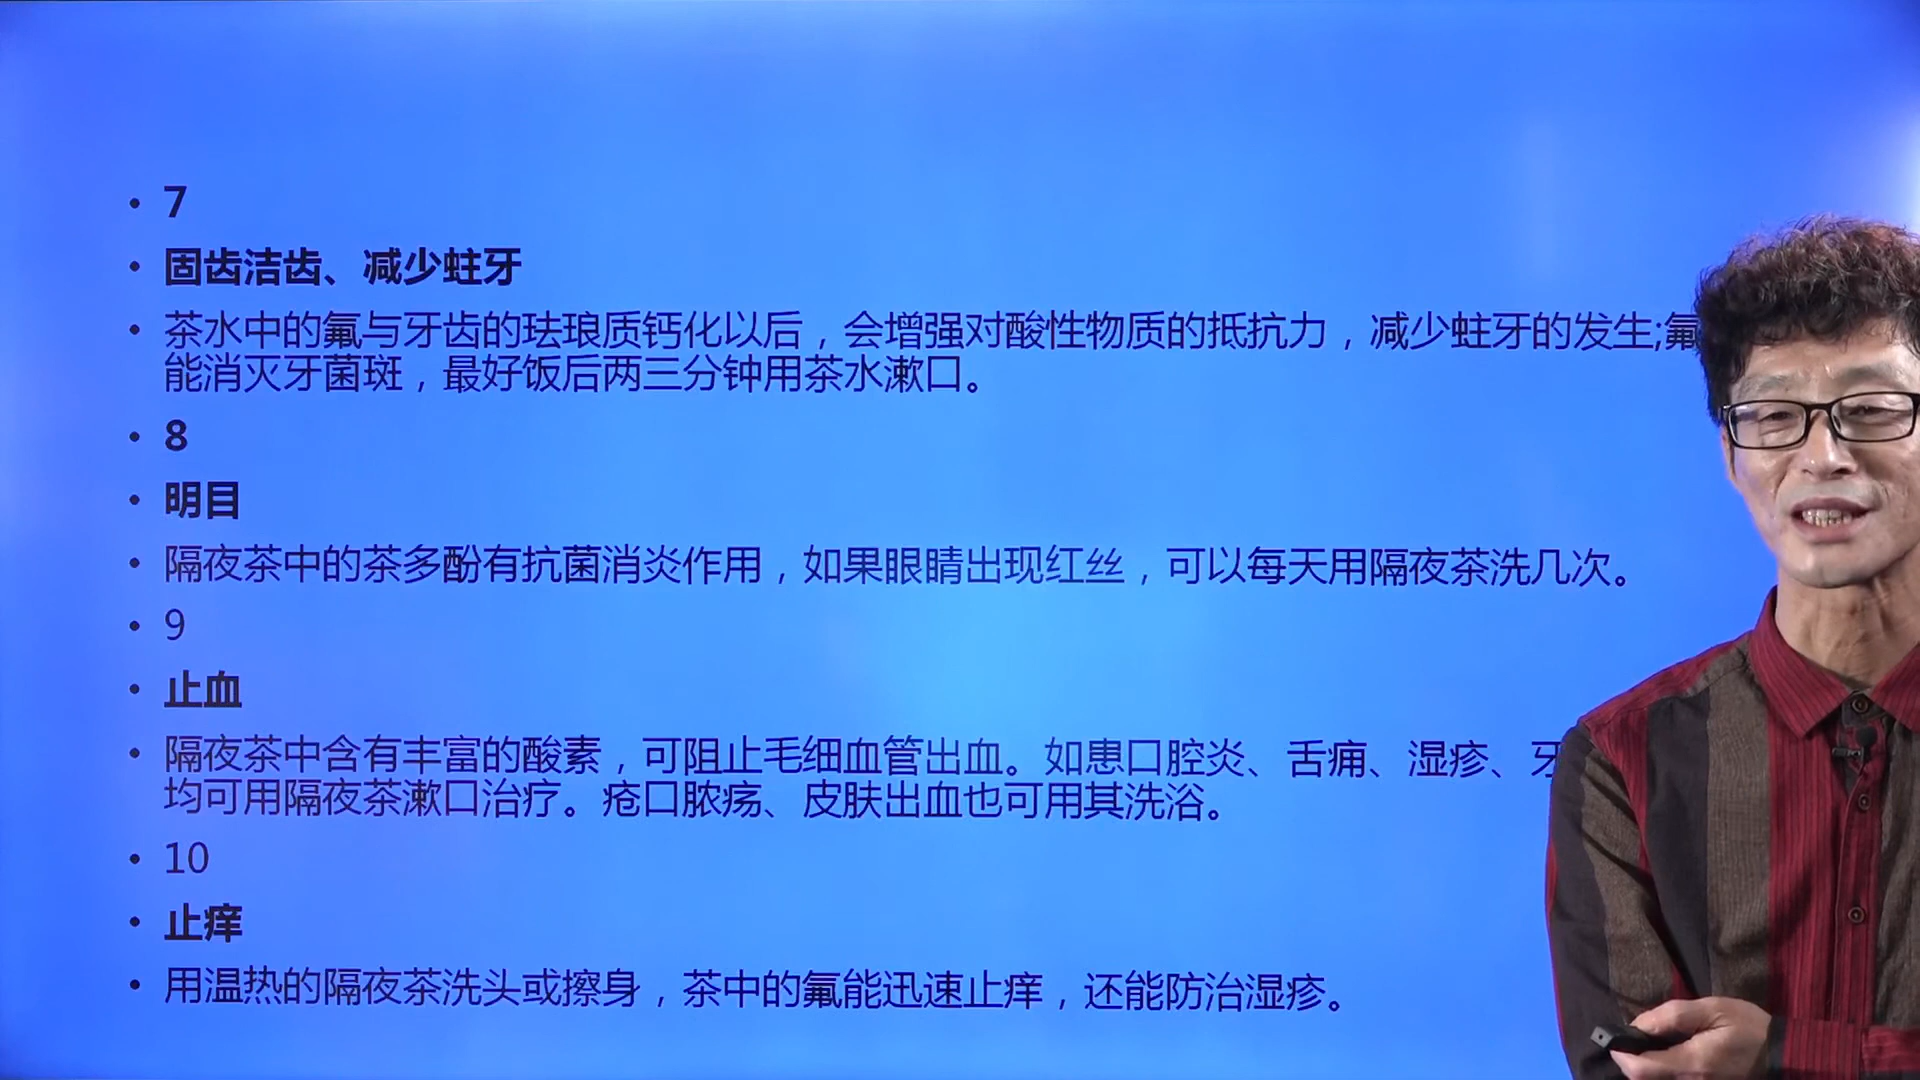 7
固齿洁齿、减少蛀牙
茶水中的氟与牙齿的珐琅质钙化以后，会增强对酸性物质的抵抗力，减少蛀牙的发生;氟
能消灭牙菌斑，最好饭后两三分钟用茶水漱口。
8
明目
隔夜茶中的茶多酚有抗菌消炎作用，如果眼睛出现红丝，可以每天用隔夜茶洗几次。
9
止血
隔夜茶中含有丰富的酸素，可阻止毛细血管出血。如患口腔炎、舌痈、湿疹、牙
均可用隔夜茶漱口治疗。疮口脓疡、皮肤出血也可用其洗浴。
10
止痒
用温热的隔夜茶洗头或擦身，茶中的氟能迅速止痒，还能防治湿疹。